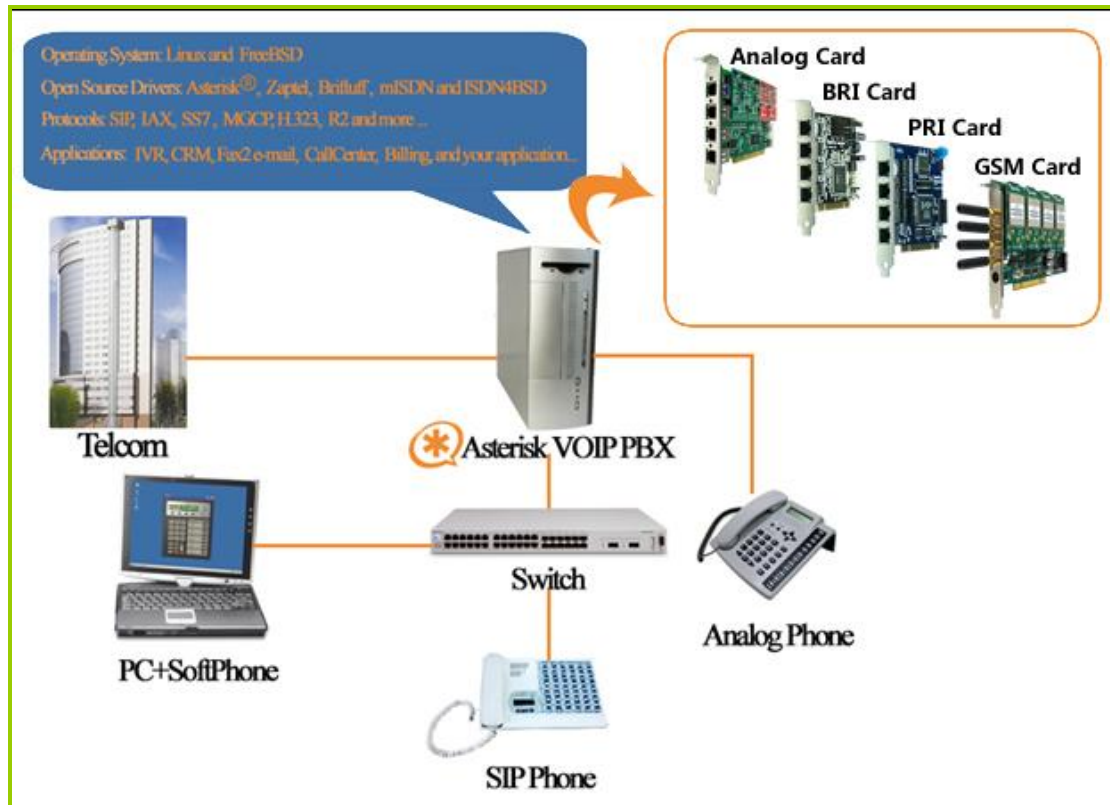 Operating System: Linux and FreeBSD
Open Source Drivers: Asterisk®, Zaptel, Bristuff, mISDN and ISDN4BSD
Protocols: SIP, IAX, SS7, MGCP, H.323, R2 and more ...
Applications: IVR, CRM, Fax2 e-mail, CallCenter, Billing, and your application...
Analog Card
BRI Card
PRI Card
GSM Card
Telcom
Asterisk VOIP PBX
Switch
PC+SoftPhone
Analog Phone
SIP Phone